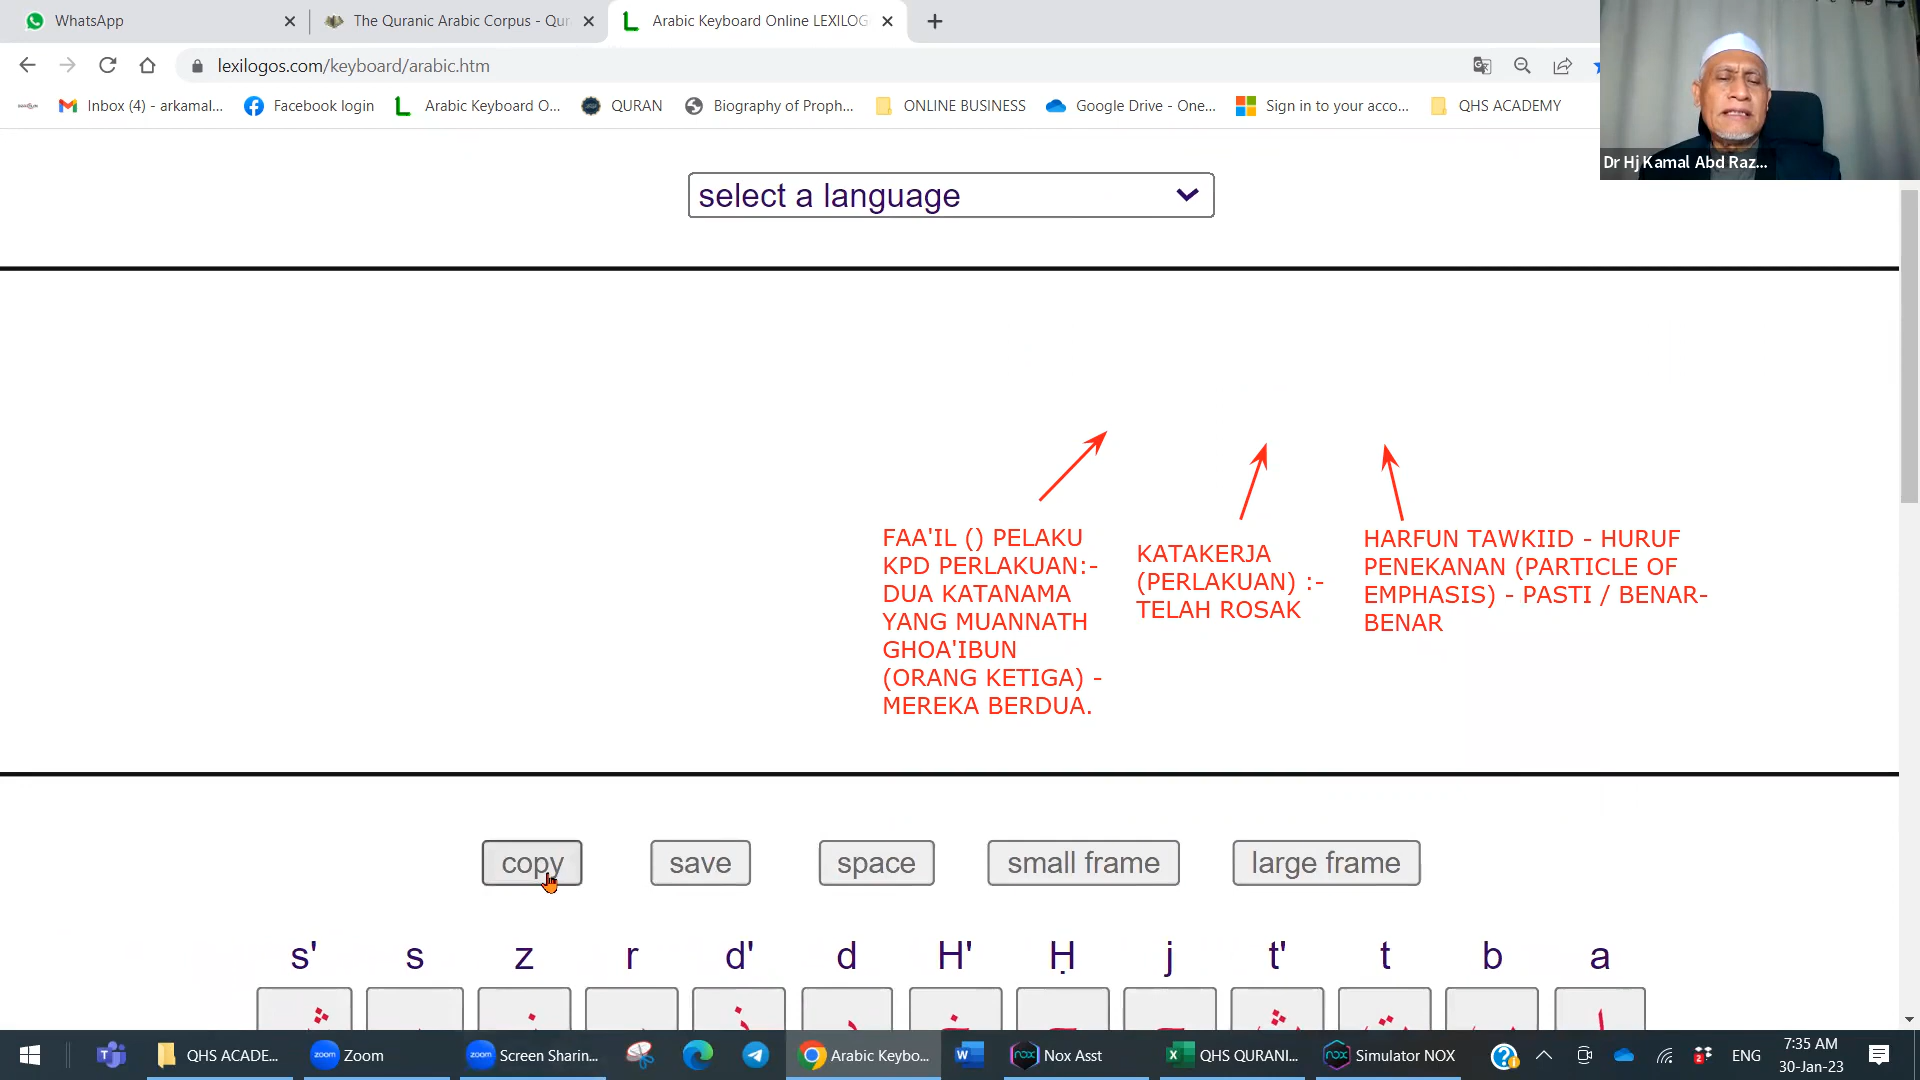 WhatsApp
The Quranic Arabic Corpus - Qur
Arabic Keyboard Online LEXILOG
lexilogos.com/keyboard/arabic.htm
Inbox (4) - arkamal...
Facebook login
Arabic Keyboard O...
QURAN
Biography of Proph...
ONLINE BUSINESS
Google Drive - One...
Sign in to your acco...
QHS ACADEMY
Dr Hj Kamal Abd Raz...
select a language
FAA'IL () PELAKU
KPD PERLAKUAN:-
DUA KATANAMA
YANG MUANNATH
GHOA'IBUN
(ORANG KETIGA) -
MEREKA BERDUA.
KATAKERJA
(PERLAKUAN) :-
TELAH ROSAK
HARFUN TAWKIID - HURUF
PENEKANAN (PARTICLE OF
EMPHASIS) - PASTI / BENAR-
BENAR
copy
save
space
small frame
large frame
s' s z r d' d H' Ḥ j t' t b a
QHS ACADE...
Zoom
Screen Sharin...
Arabic Keybo...
Nox Asst
QHS QURANI...
Simulator NOX
ENG
7:35 AM
30-Jan-23